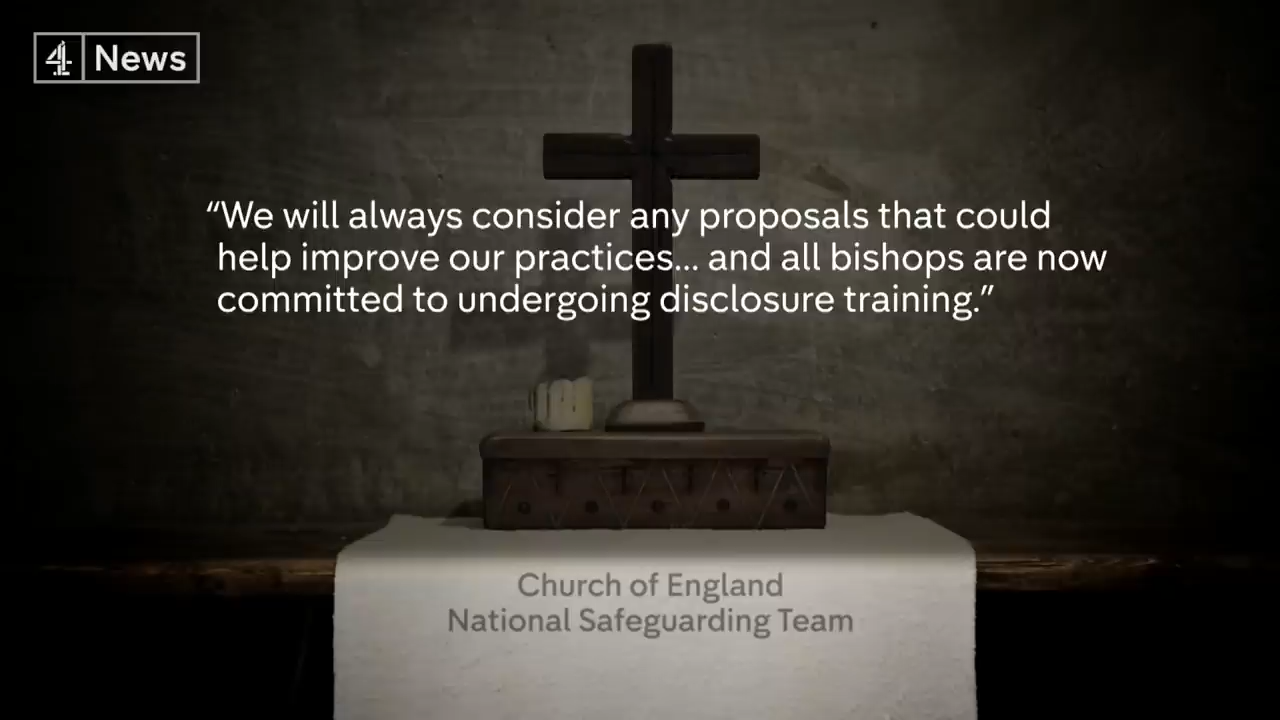 4 News
“We will always consider any proposals that could
help improve our practices... and all bishops are now
committed to undergoing disclosure training.”
Church of England
National Safeguarding Team